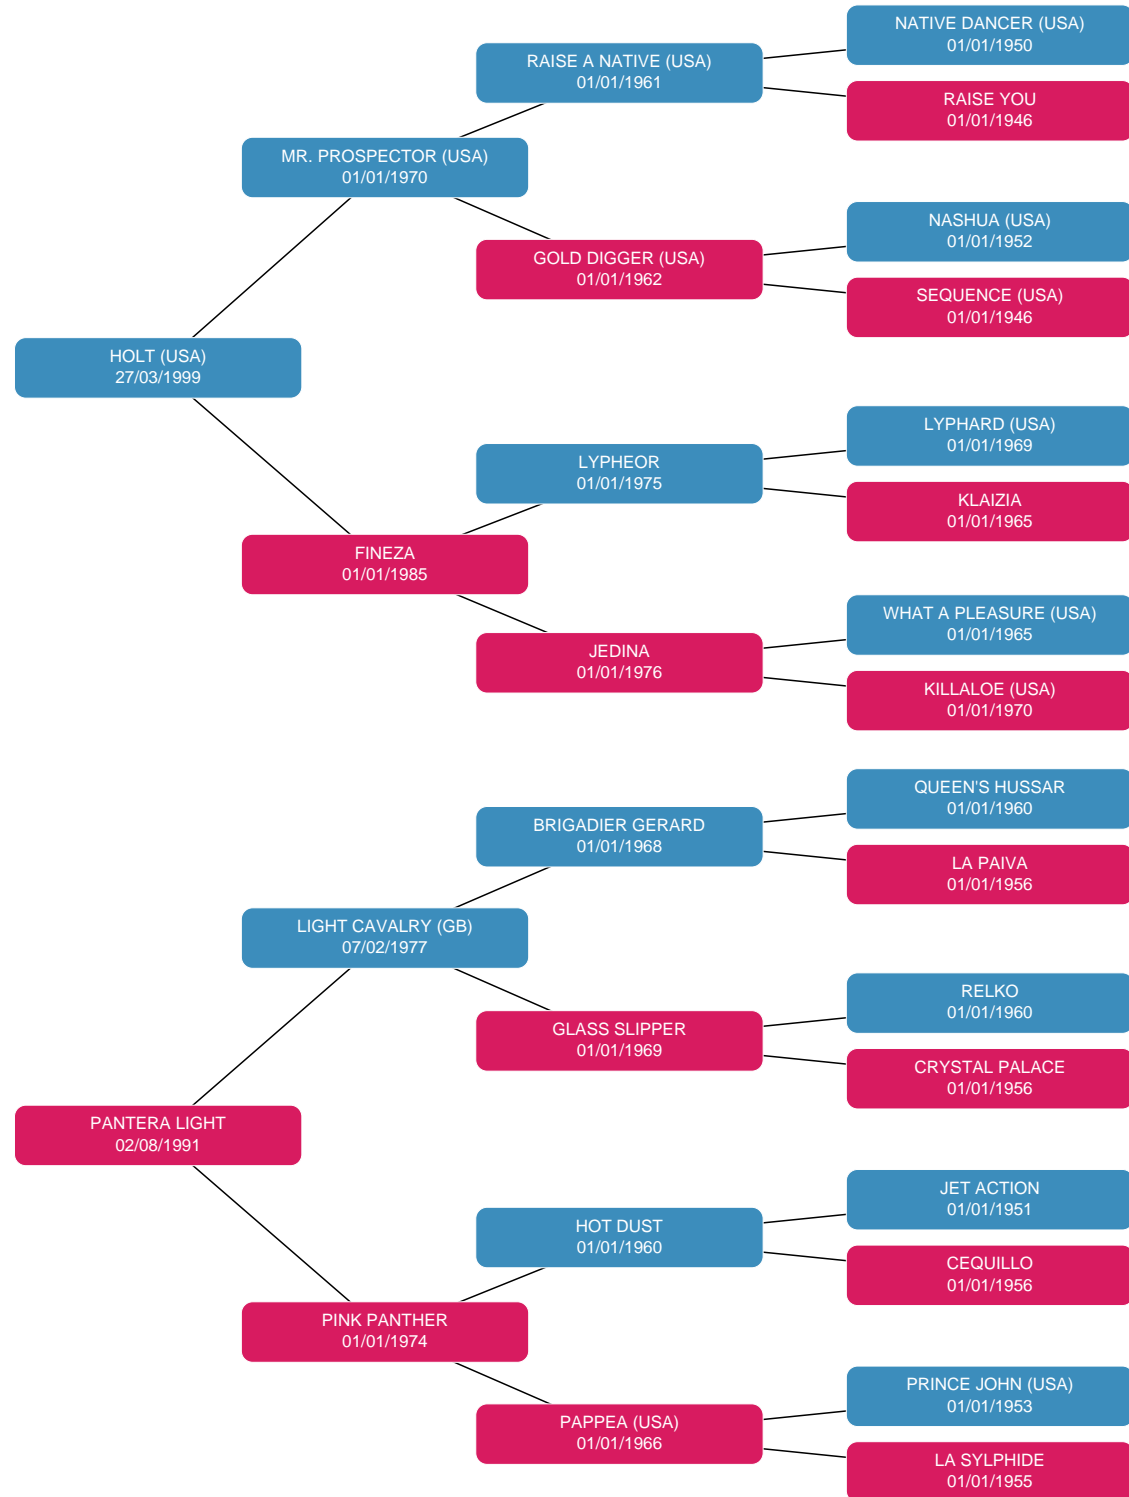 NATIVE DANCER (USA)
01/01/1950
RAISE A NATIVE (USA)
01/01/1961
RAISE YOU
01/01/1946
MR. PROSPECTOR (USA)
01/01/1970
NASHUA (USA)
01/01/1952
GOLD DIGGER (USA)
01/01/1962
SEQUENCE (USA)
01/01/1946
HOLT (USA)
27/03/1999
LYPHARD (USA)
01/01/1969
LYPHEOR
01/01/1975
KLAIZIA
01/01/1965
FINEZA
01/01/1985
WHAT A PLEASURE (USA)
01/01/1965
JEDINA
01/01/1976
KILLALOE (USA)
01/01/1970
QUEEN'S HUSSAR
01/01/1960
BRIGADIER GERARD
01/01/1968
LA PAIVA
01/01/1956
LIGHT CAVALRY (GB)
07/02/1977
RELKO
01/01/1960
GLASS SLIPPER
01/01/1969
CRYSTAL PALACE
01/01/1956
PANTERA LIGHT
02/08/1991
JET ACTION
01/01/1951
HOT DUST
01/01/1960
CEQUILLO
01/01/1956
PINK PANTHER
01/01/1974
PRINCE JOHN (USA)
01/01/1953
PAPPEA (USA)
01/01/1966
LA SYLPHIDE
01/01/1955